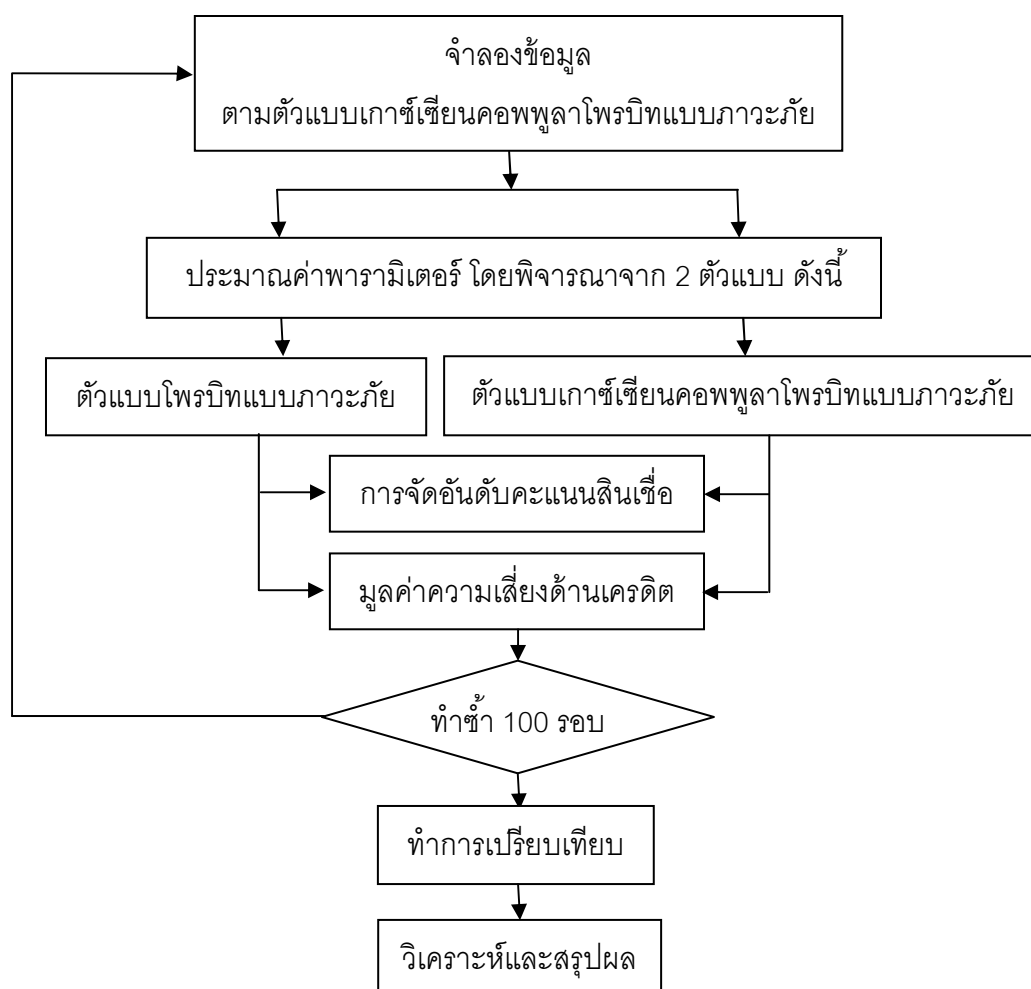 จำลองข้อมูล
ตามตัวแบบเกาซ์เซียนคอพพูลาโพรบิทแบบภาวะภัย
ประมาณค่าพารามิเตอร์ โดยพิจารณาจาก 2 ตัวแบบ ดังนี้
ตัวแบบโพรบิทแบบภาวะภัย
ตัวแบบเกาซ์เซียนคอพพูลาโพรบิทแบบภาวะภัย
การจัดอันดับคะแนนสินเชื่อ
มูลค่าความเสี่ยงด้านเครดิต
ทำซ้ำ 100 รอบ
ทำการเปรียบเทียบ
วิเคราะห์และสรุปผล